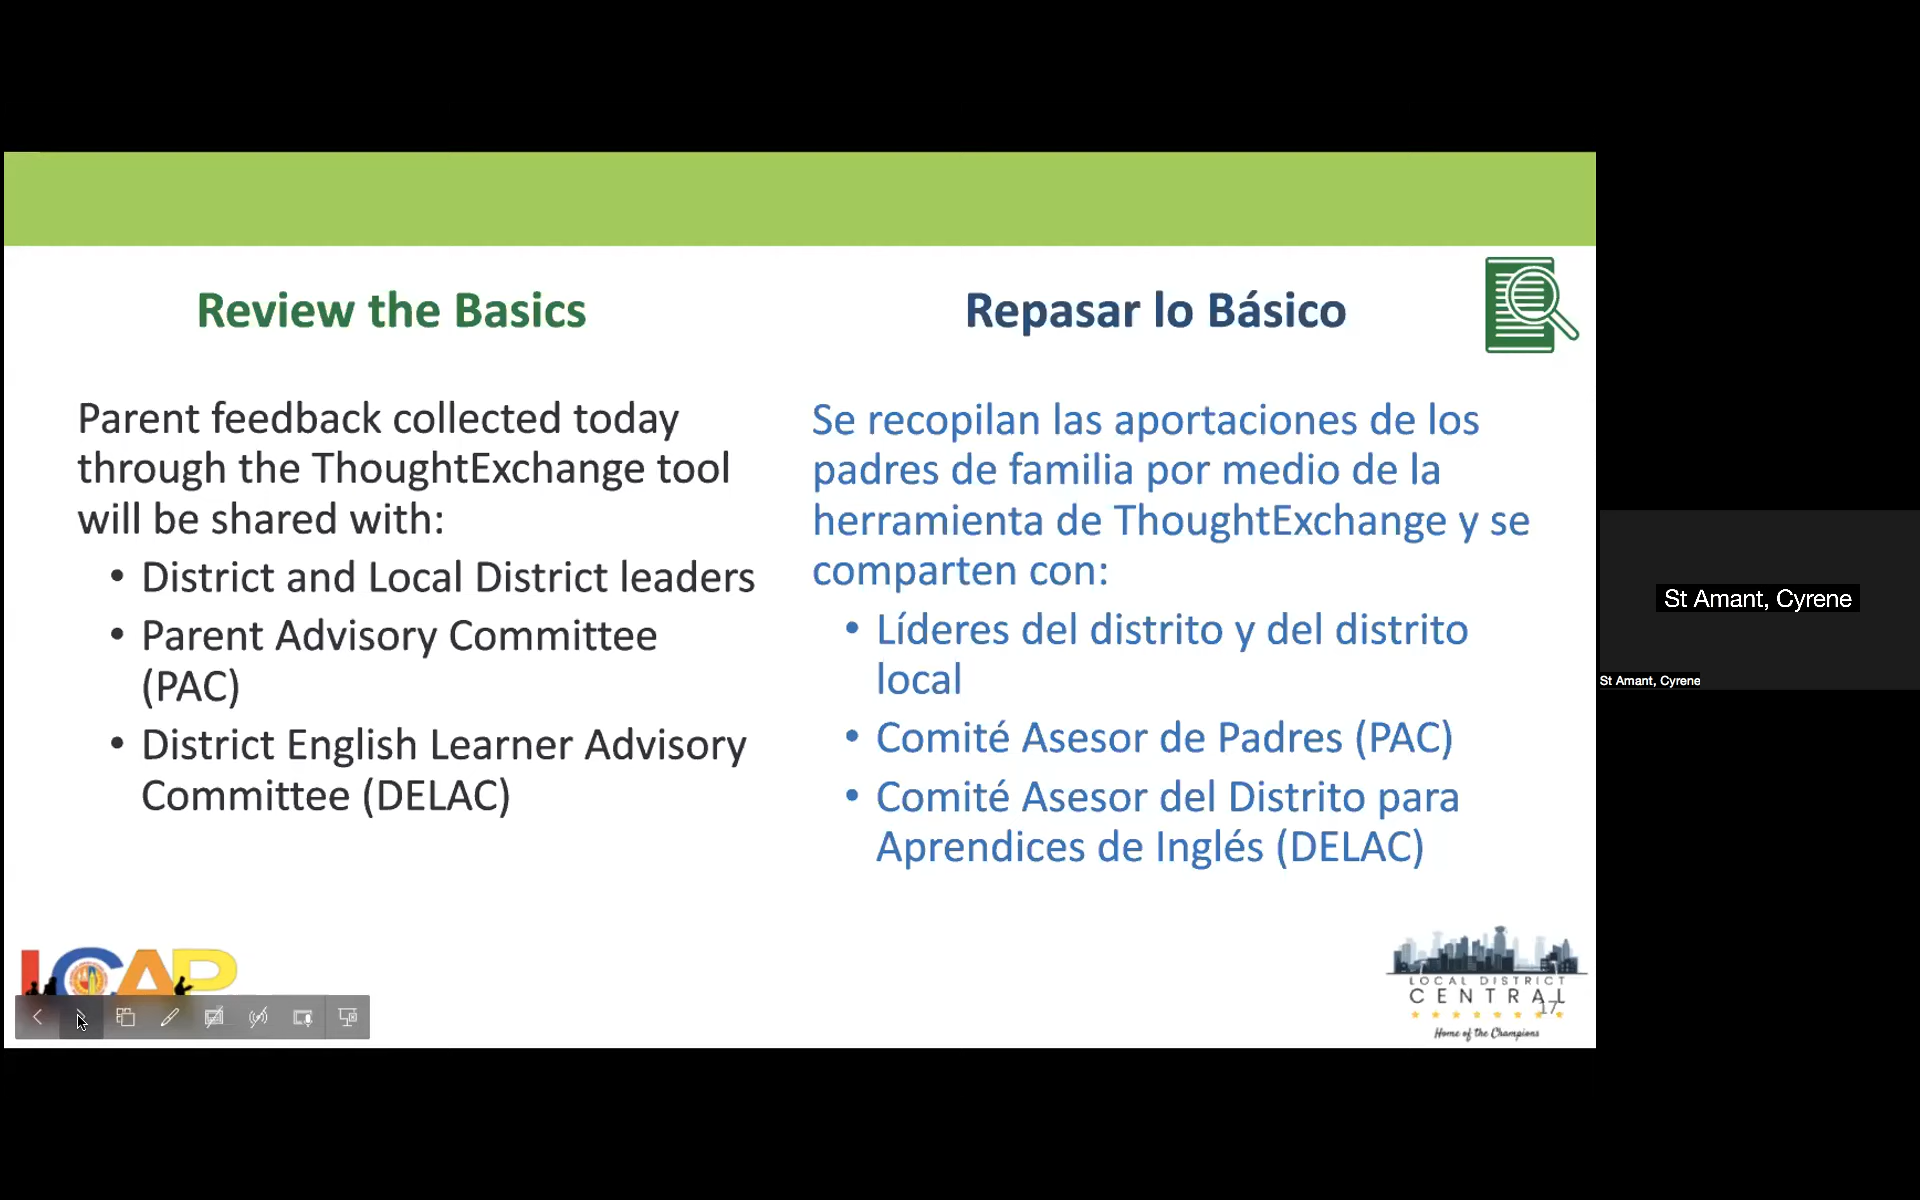 Review the Basics
Parent feedback collected today
through the ThoughtExchange tool
will be shared with:
• District and Local District leaders
• Parent Advisory Committee
(PAC)
• District English Learner Advisory
Committee (DELAC)
Repasar lo Básico
Se recopilan las aportaciones de los
padres de familia por medio de la
herramienta de ThoughtExchange y se
comparten con:
• Líderes del distrito y del distrito
local
• Comité Asesor de Padres (PAC)
• Comité Asesor del Distrito para
Aprendices de Inglés (DELAC)
LCAP
LOCAL DISTRICT
CENTRAL
17
Home of the Champions
St Amant, Cyrene
St Amant, Cyrene